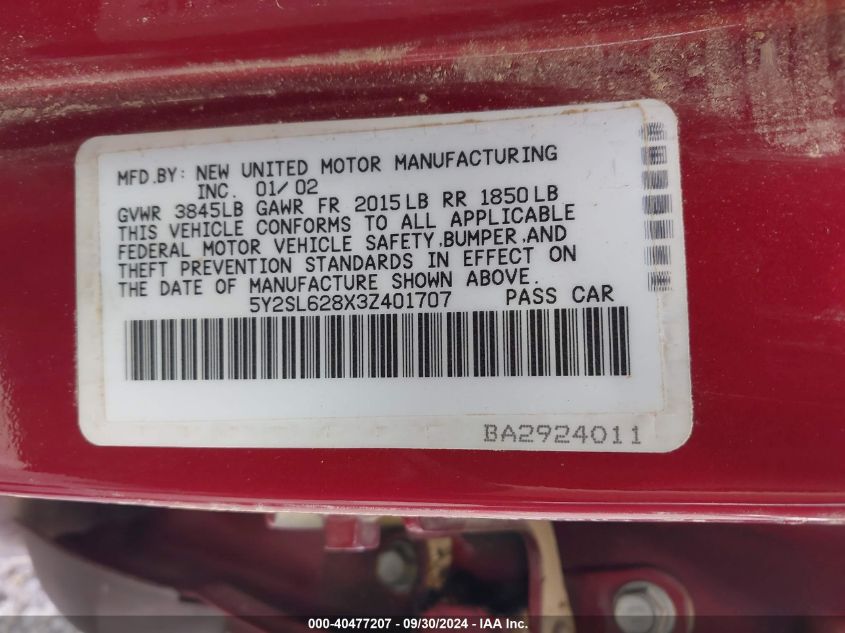 MFD.BY: NEW UNITED MOTOR MANUFACTURING
INC. 01/02
GVWR 3845LB GAWR FR 2015LB RR 1850LB
THIS VEHICLE CONFORMS TO ALL APPLICABLE
FEDERAL MOTOR VEHICLE SAFETY,BUMPER,AND
THEFT PREVENTION STANDARDS IN EFFECT ON
THE DATE OF MANUFACTURE SHOWN ABOVE.
5Y2SL628X3Z401707 PASS CAR
BA2924011
000-40477207 - 09/30/2024 - IAA Inc.